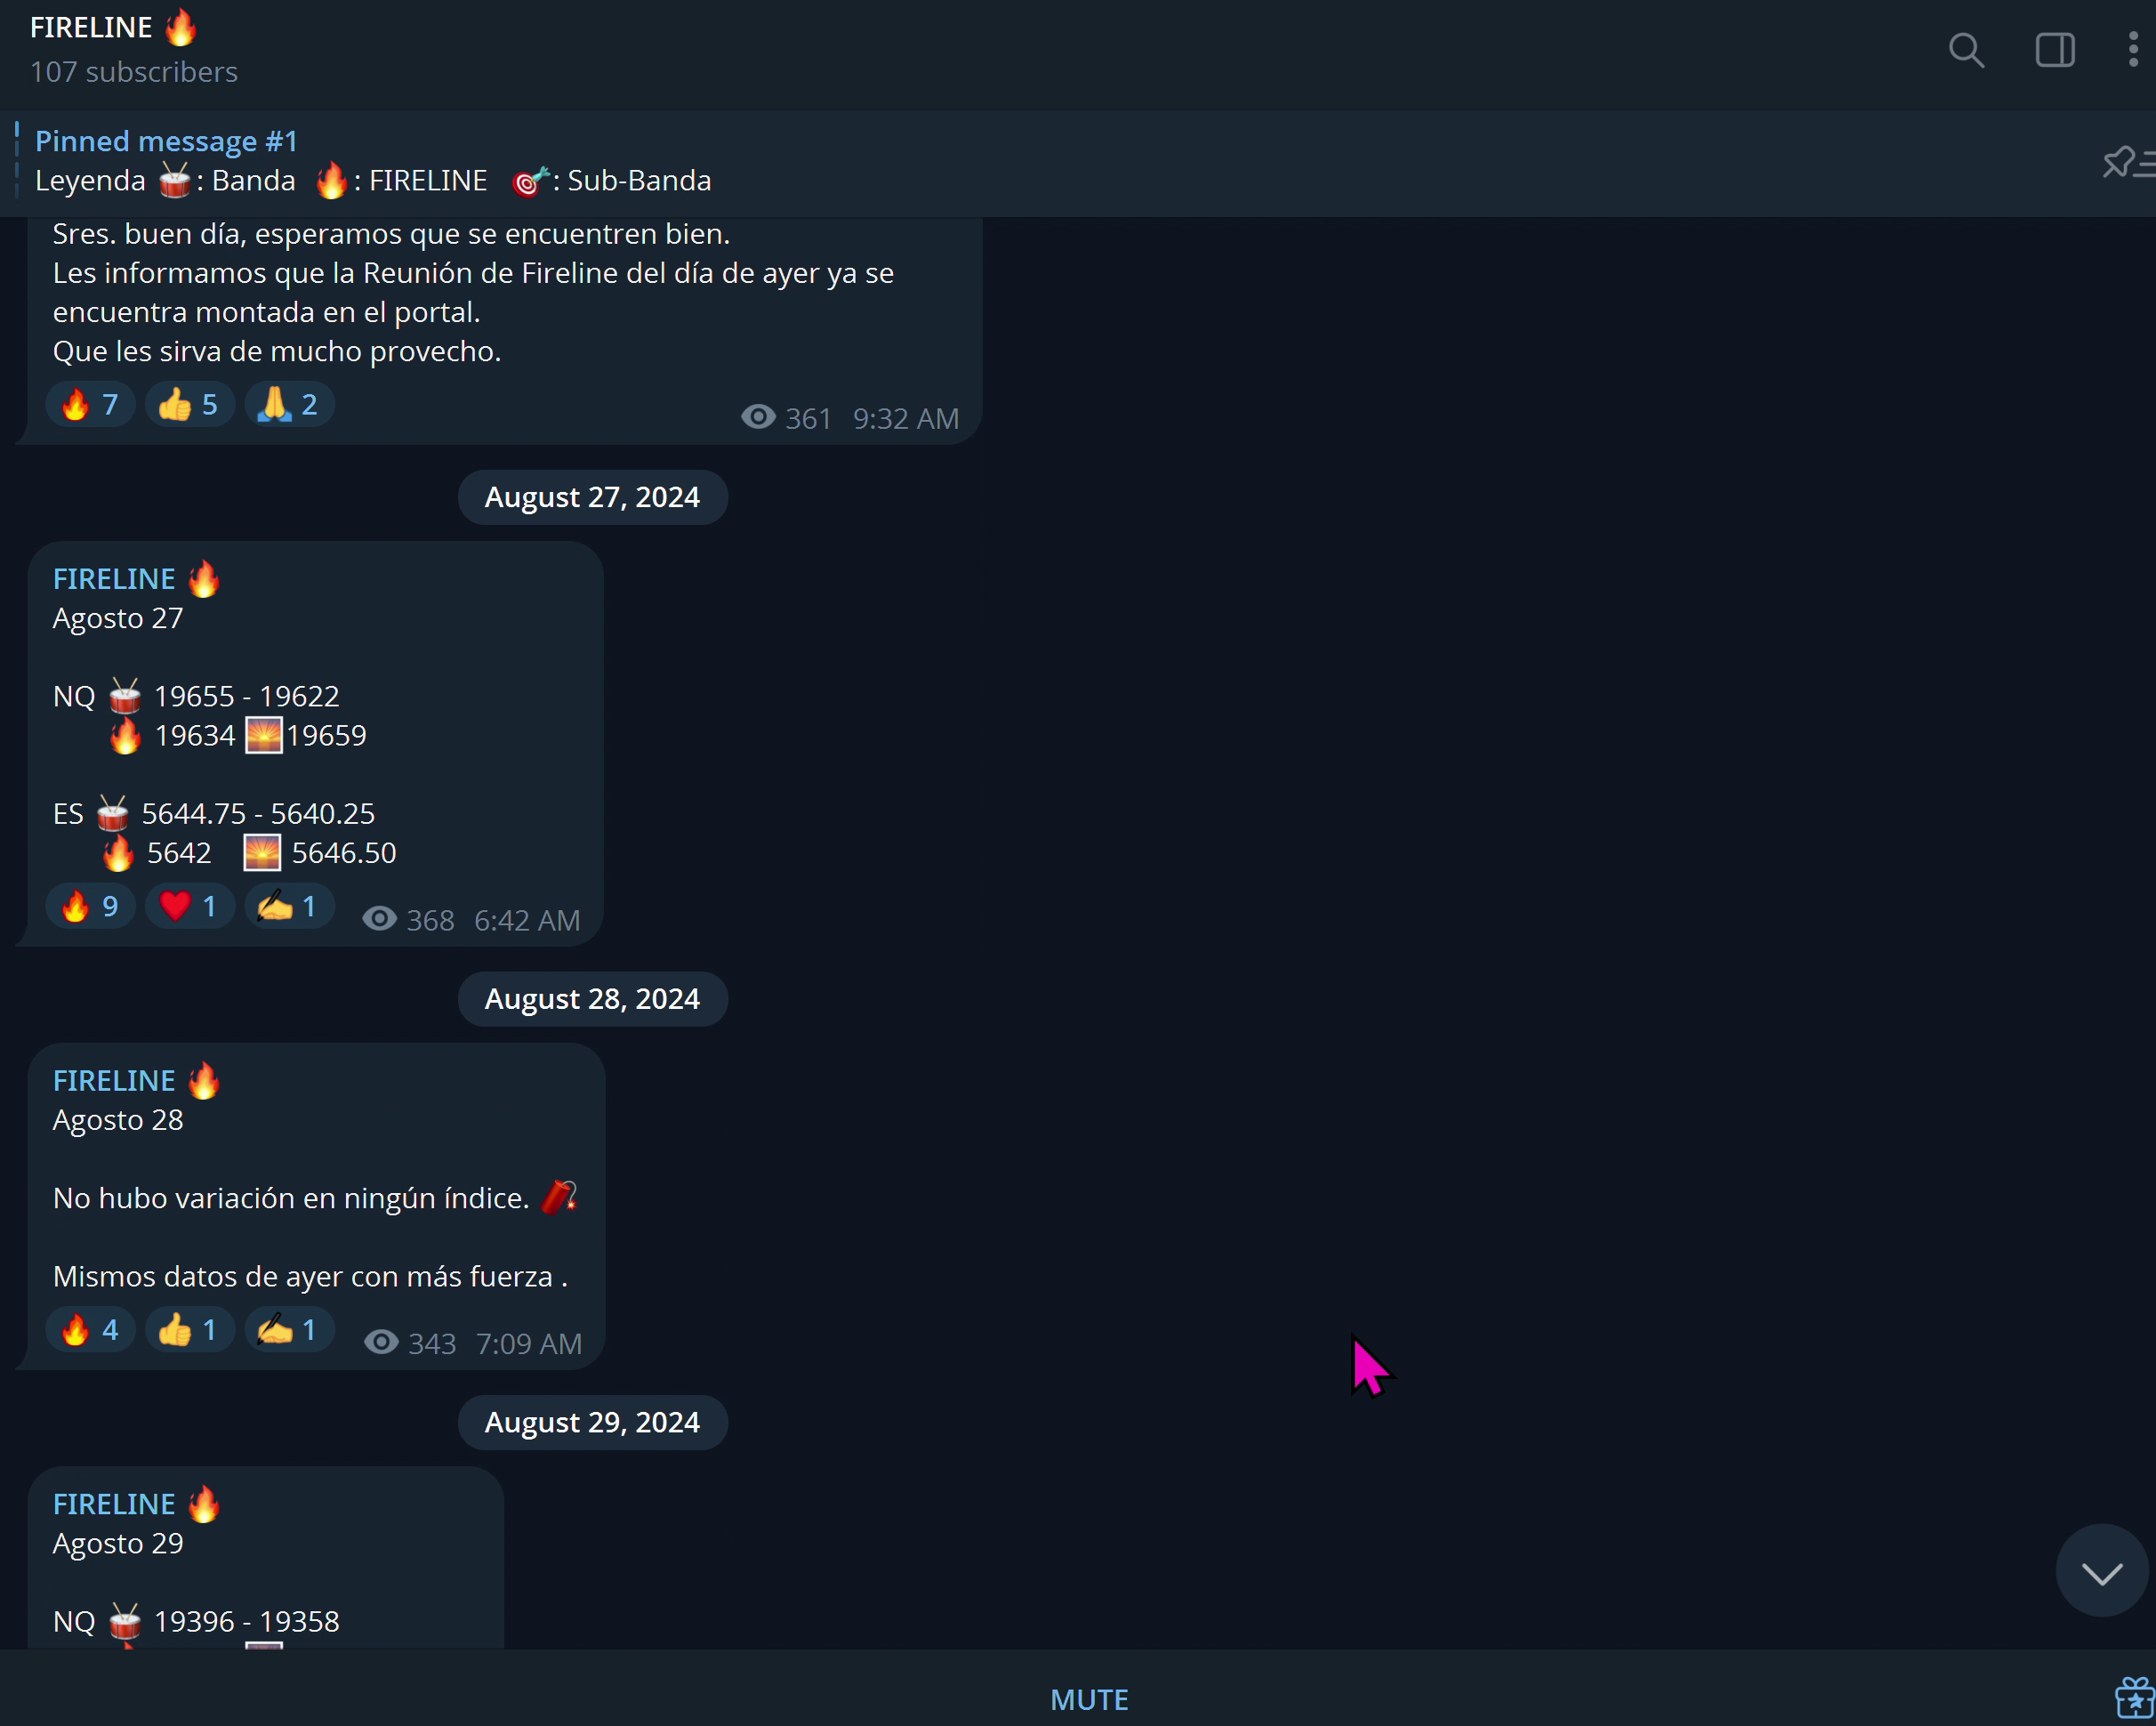 FIRELINE 🔥
107 subscribers
Pinned message #1
Leyenda 🥁: Banda 🔥: FIRELINE 🎯: Sub-Banda
Sres. buen día, esperamos que se encuentren bien.
Les informamos que la Reunión de Fireline del día de ayer ya se
encuentra montada en el portal.
Que les sirva de mucho provecho.
🔥 7 👍 5 🙏 2 361 9:32 AM
August 27, 2024
FIRELINE 🔥
Agosto 27
NQ 🥁 19655 - 19622
🔥 19634 🌅19659
ES 🥁 5644.75 - 5640.25
🔥 5642 🌅 5646.50
🔥 9 ❤️ 1 ✍️ 1 368 6:42 AM
August 28, 2024
FIRELINE 🔥
Agosto 28
No hubo variación en ningún índice. 🧨
Mismos datos de ayer con más fuerza .
🔥 4 👍 1 ✍️ 1 343 7:09 AM
August 29, 2024
FIRELINE 🔥
Agosto 29
NQ 🥁 19396 - 19358
MUTE